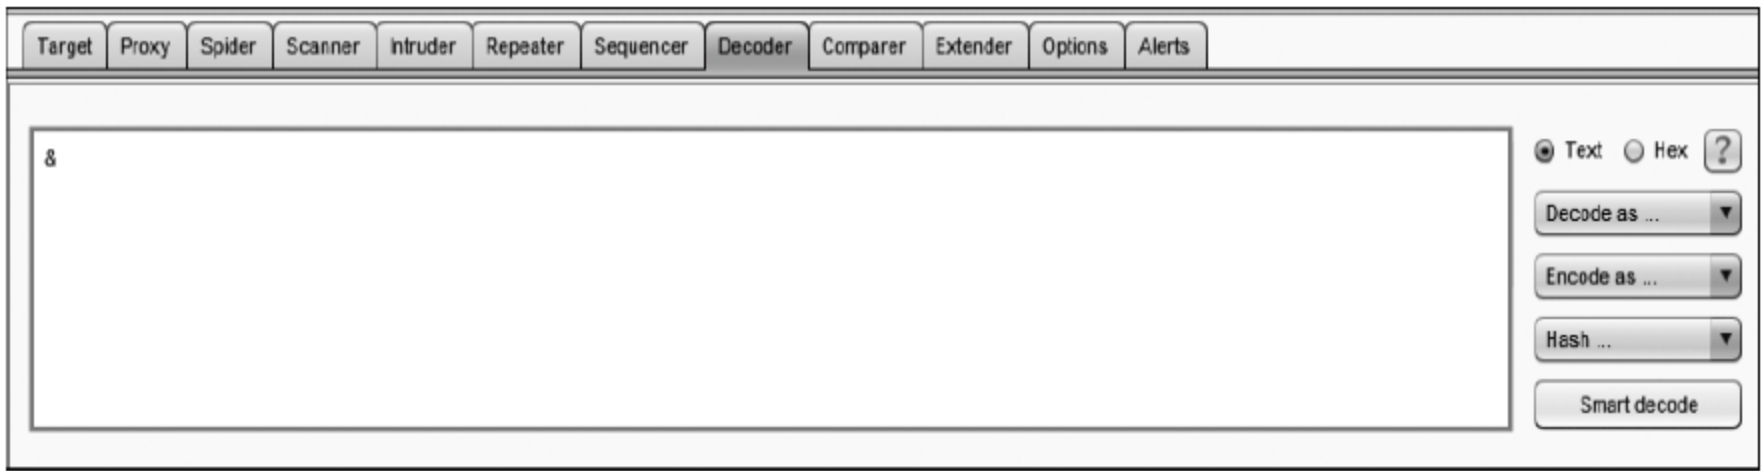 Target Proxy Spider Scanner Intruder Repeater Sequencer Decoder Comparer Extender Options Alerts
&
Text Hex ?
Decode as ...
Encode as ...
Hash ...
Smart decode